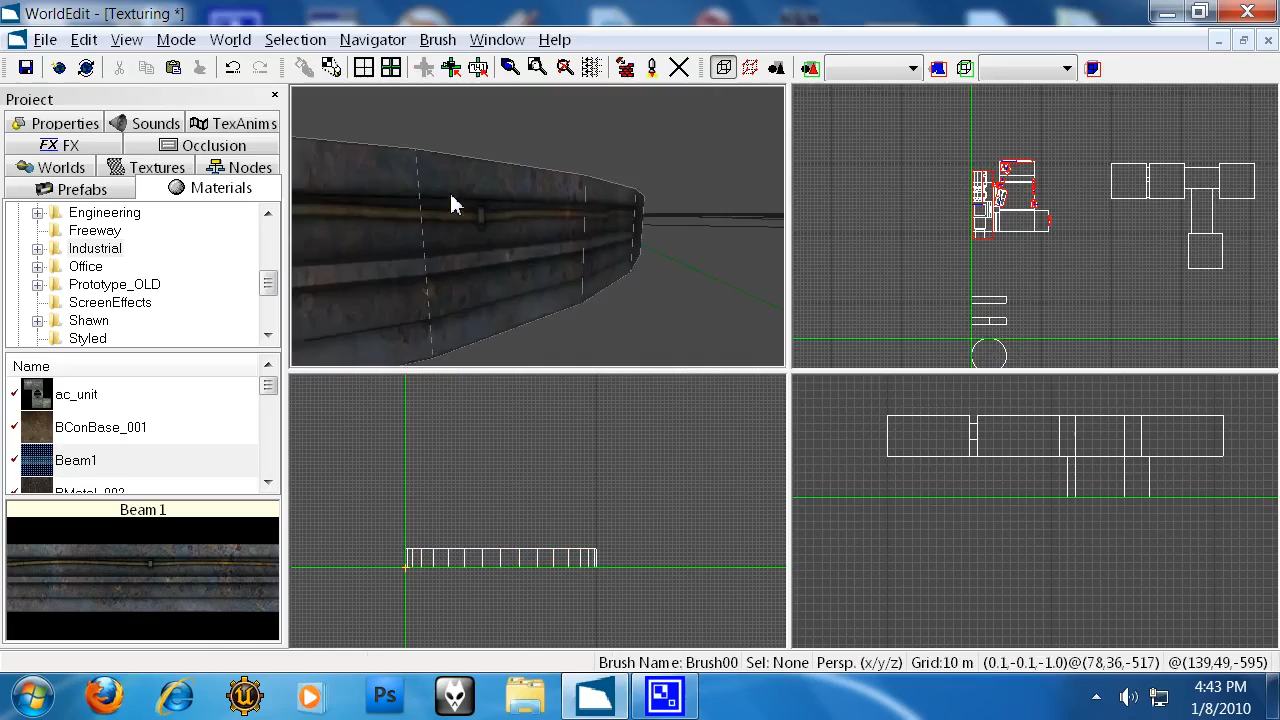 WorldEdit - [Texturing *]
File Edit View Mode World Selection Navigator Brush Window Help
Project
Properties Sounds TexAnims
FX FX Occlusion
Worlds Textures Nodes
Prefabs Materials
Engineering
Freeway
Industrial
Office
Prototype_OLD
ScreenEffects
Shawn
Styled
Name
ac_unit
BConBase_001
Beam1
Beam1
Brush Name: Brush00 Sel: None Persp. (x/y/z) Grid:10 m (0.1,-0.1,-1.0)@(78,36,-517) @(139,49,-595)
Ps
4:43 PM
1/8/2010